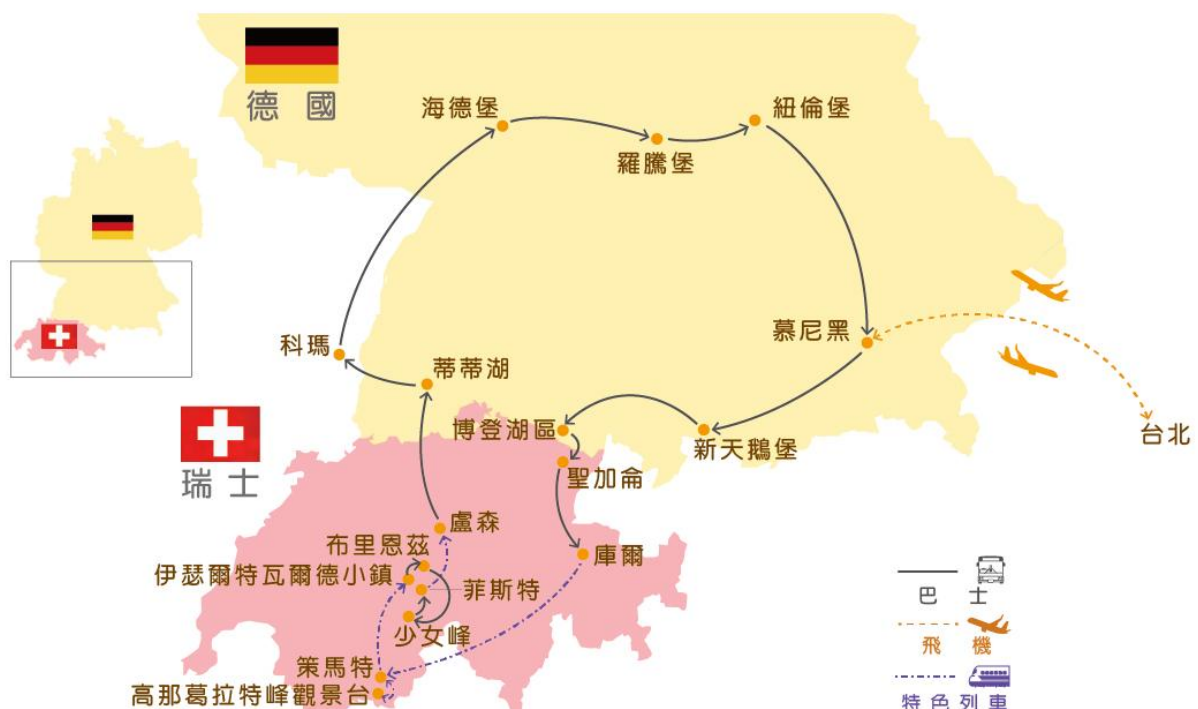 德國
海德堡
紐倫堡
羅騰堡
慕尼黑
科瑪
蒂蒂湖
博登湖區
新天鵝堡
台北
瑞士
聖加侖
盧森
布里恩茲
庫爾
伊瑟爾特瓦爾德小鎮
菲斯特
少女峰
策馬特
高那葛拉特峰觀景台
巴士
飛機
特色列車